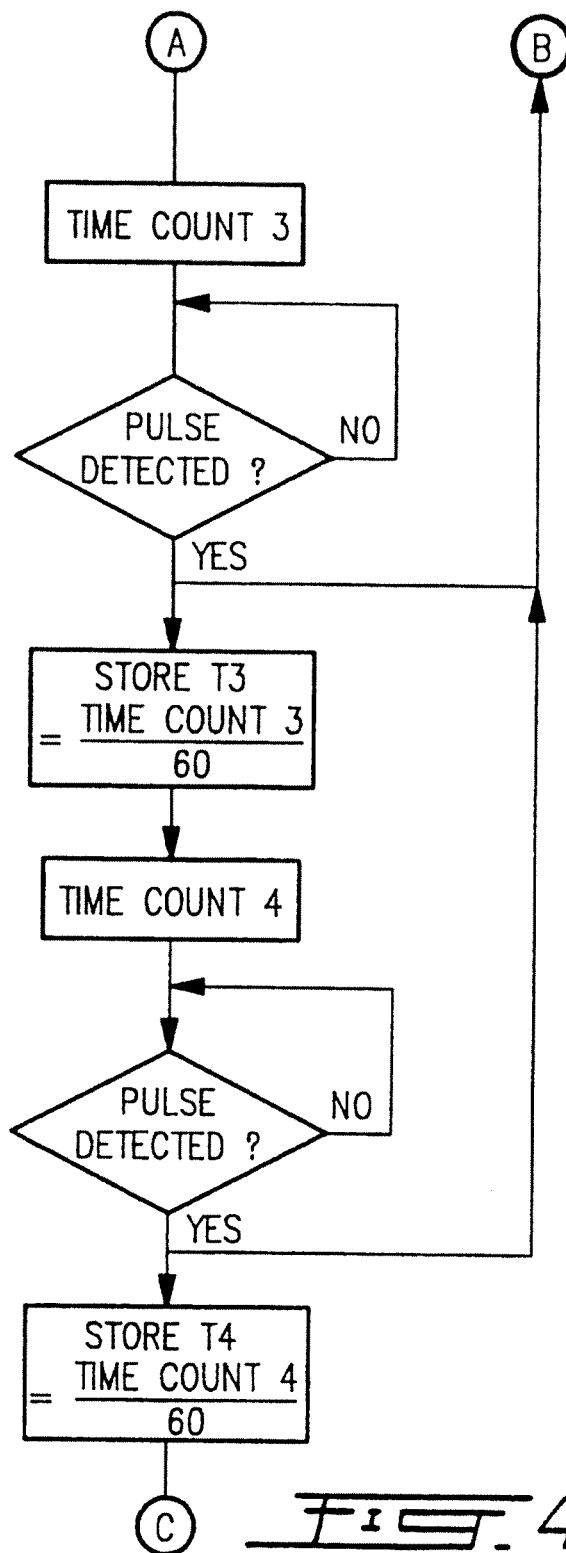 A
B
TIME COUNT 3
PULSE
DETECTED ?
NO
YES
STORE T3
= TIME COUNT 3
60
TIME COUNT 4
PULSE
DETECTED ?
NO
YES
STORE T4
= TIME COUNT 4
60
C
FIG. 4